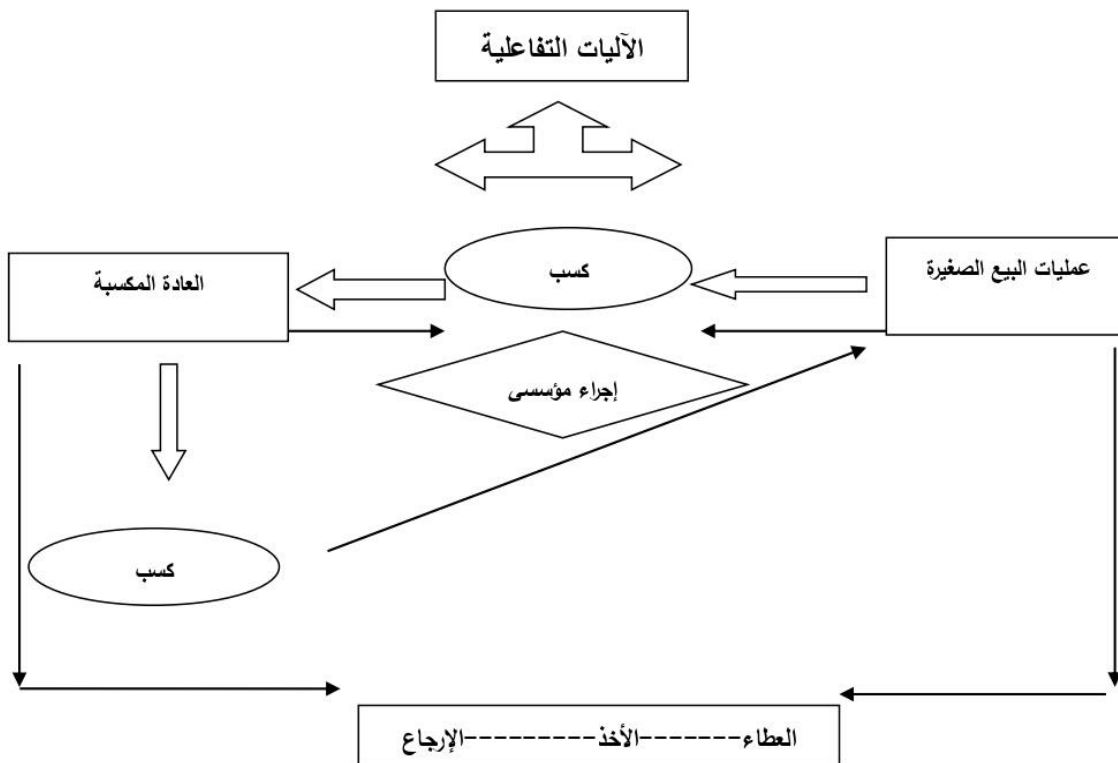 الآليات التفاعلية
عمليات البيع الصغيرة
كسب
العادة المكسبة
إجراء مؤسسى
كسب
العطاء-------الأخذ---------الإرجاع